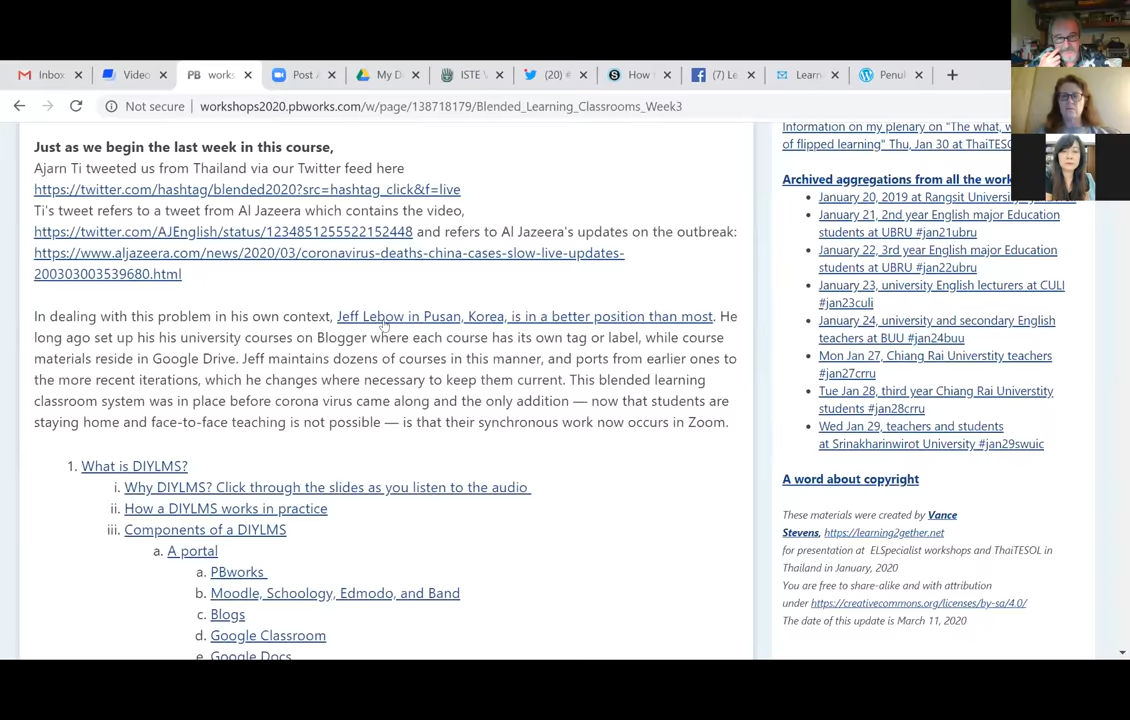 Inbox
Video
PB works
Post
My D
ISTE
(20)
How
(7) Le
Learn
Penul
Not secure
workshops2020.pbworks.com/w/page/138718179/Blended_Learning_Classrooms_Week3
Just as we begin the last week in this course,
Ajarn Ti tweeted us from Thailand via our Twitter feed here
https://twitter.com/hashtag/blended2020?src=hashtag_click&f=live
Ti's tweet refers to a tweet from Al Jazeera which contains the video,
https://twitter.com/AJEnglish/status/1234851255522152448 and refers to Al Jazeera's updates on the outbreak:
https://www.aljazeera.com/news/2020/03/coronavirus-deaths-china-cases-slow-live-updates-
200303003539680.html
In dealing with this problem in his own context, Jeff Lebow in Pusan, Korea, is in a better position than most. He
long ago set up his his university courses on Blogger where each course has its own tag or label, while course
materials reside in Google Drive. Jeff maintains dozens of courses in this manner, and ports from earlier ones to
the more recent iterations, which he changes where necessary to keep them current. This blended learning
classroom system was in place before corona virus came along and the only addition — now that students are
staying home and face-to-face teaching is not possible — is that their synchronous work now occurs in Zoom.
1. What is DIYLMS?
i. Why DIYLMS? Click through the slides as you listen to the audio
ii. How a DIYLMS works in practice
iii. Components of a DIYLMS
a. A portal
a. PBworks
b. Moodle, Schoology, Edmodo, and Band
c. Blogs
d. Google Classroom
e. Google Docs
Information on my plenary on "The what,
of flipped learning" Thu, Jan 30 at ThaiTESOL
Archived aggregations from all the work
January 20, 2019 at Rangsit University
January 21, 2nd year English major Education
students at UBRU #jan21ubru
January 22, 3rd year English major Education
students at UBRU #jan22ubru
January 23, university English lecturers at CULI
#jan23culi
January 24, university and secondary English
teachers at BUU #jan24buu
Mon Jan 27, Chiang Rai Universtity teachers
#jan27crru
Tue Jan 28, third year Chiang Rai Universtity
students #jan28crru
Wed Jan 29, teachers and students
at Srinakharinwirot University #jan29swuic
A word about copyright
These materials were created by Vance
Stevens, https://learning2gether.net
for presentation at ELSpecialist workshops and ThaiTESOL in
Thailand in January, 2020
You are free to share-alike and with attribution
under https://creativecommons.org/licenses/by-sa/4.0/
The date of this update is March 11, 2020